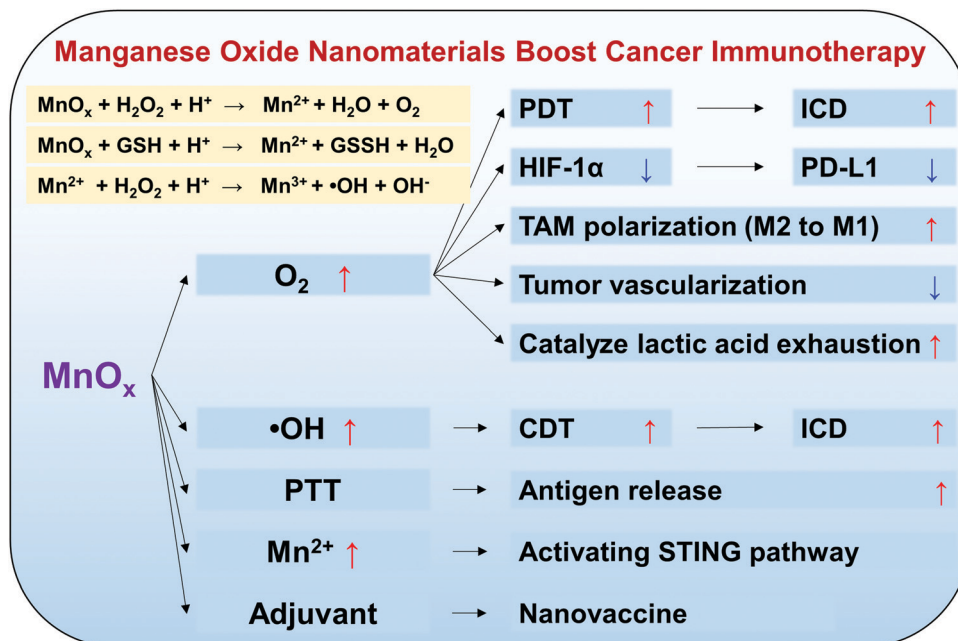 Manganese Oxide Nanomaterials Boost Cancer Immunotherapy
MnOₓ + H₂O₂ + H⁺ → Mn²⁺ + H₂O + O₂
MnOₓ + GSH + H⁺ → Mn²⁺ + GSSH + H₂O
Mn²⁺ + H₂O₂ + H⁺ → Mn³⁺ + •OH + OH⁻
PDT ↑ → ICD ↑
HIF-1α ↓ → PD-L1 ↓
TAM polarization (M2 to M1) ↑
O₂ ↑
Tumor vascularization ↓
Catalyze lactic acid exhaustion ↑
MnOₓ
•OH ↑ → CDT ↑ → ICD ↑
PTT → Antigen release ↑
Mn²⁺ ↑ → Activating STING pathway
Adjuvant → Nanovaccine